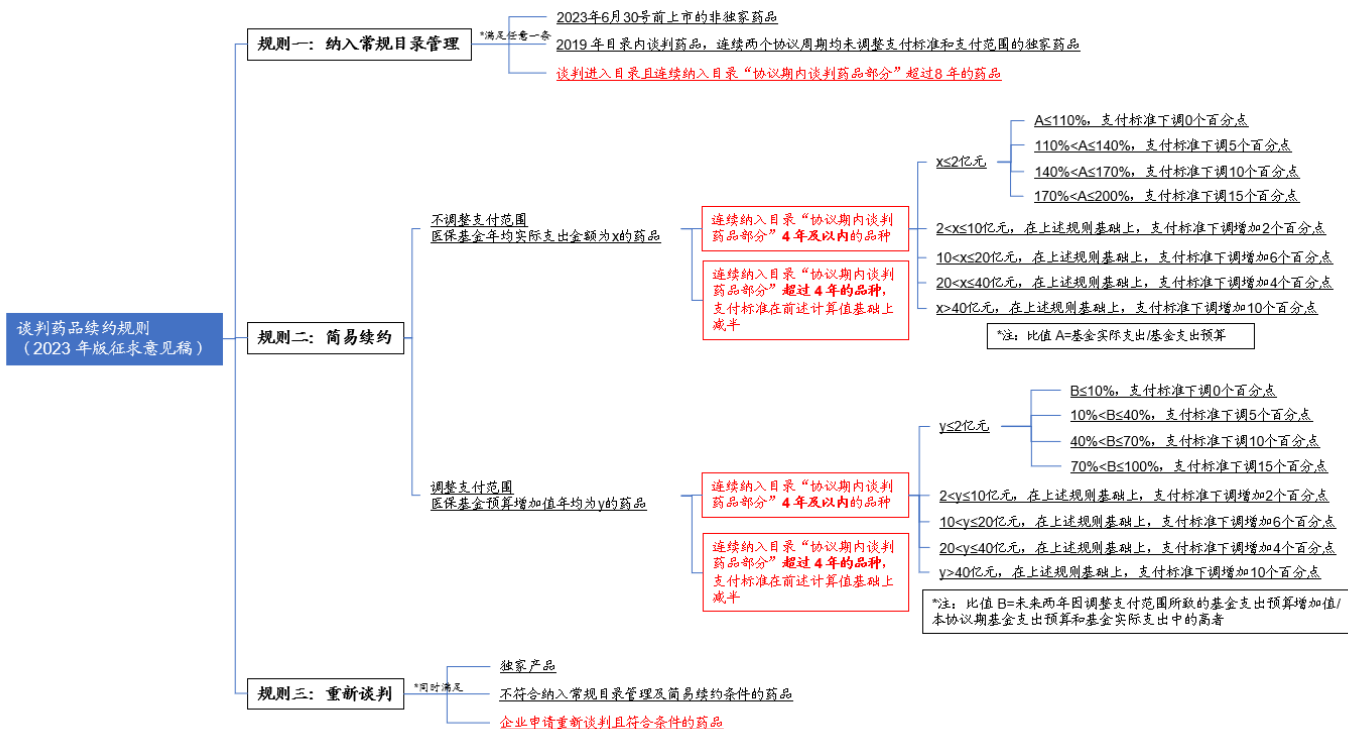 谈判药品续约规则
（2023 年版征求意见稿）
规则一：纳入常规目录管理
*满足任意一条
2023年6月30号前上市的非独家药品
2019 年目录内谈判药品，连续两个协议周期均未调整支付标准和支付范围的独家药品
谈判进入目录且连续纳入目录“协议期内谈判药品部分”超过8 年的药品
规则二：简易续约
不调整支付范围
医保基金年均实际支出金额为x的药品
连续纳入目录“协议期内谈判
药品部分”4 年及以内的品种
连续纳入目录“协议期内谈判
药品部分”超过 4 年的品种，
支付标准在前述计算值基础上
减半
x≤2亿元
A≤110%，支付标准下调0个百分点
110%<A≤140%，支付标准下调5个百分点
140%<A≤170%，支付标准下调10个百分点
170%<A≤200%，支付标准下调15个百分点
2<x≤10亿元，在上述规则基础上，支付标准下调增加2个百分点
10<x≤20亿元，在上述规则基础上，支付标准下调增加6个百分点
20<x≤40亿元，在上述规则基础上，支付标准下调增加4个百分点
x>40亿元，在上述规则基础上，支付标准下调增加10个百分点
*注：比值 A=基金实际支出/基金支出预算
调整支付范围
医保基金预算增加值年均为y的药品
连续纳入目录“协议期内谈判
药品部分”4 年及以内的品种
连续纳入目录“协议期内谈判
药品部分”超过 4 年的品种，
支付标准在前述计算值基础上
减半
y≤2亿元
B≤10%，支付标准下调0个百分点
10%<B≤40%，支付标准下调5个百分点
40%<B≤70%，支付标准下调10个百分点
70%<B≤100%，支付标准下调15个百分点
2<y≤10亿元，在上述规则基础上，支付标准下调增加2个百分点
10<y≤20亿元，在上述规则基础上，支付标准下调增加6个百分点
20<y≤40亿元，在上述规则基础上，支付标准下调增加4个百分点
y>40亿元，在上述规则基础上，支付标准下调增加10个百分点
*注：比值 B=未来两年因调整支付范围所致的基金支出预算增加值/
本协议期基金支出预算和基金实际支出中的高者
规则三：重新谈判
*同时满足
独家产品
不符合纳入常规目录管理及简易续约条件的药品
企业申请重新谈判且符合条件的药品